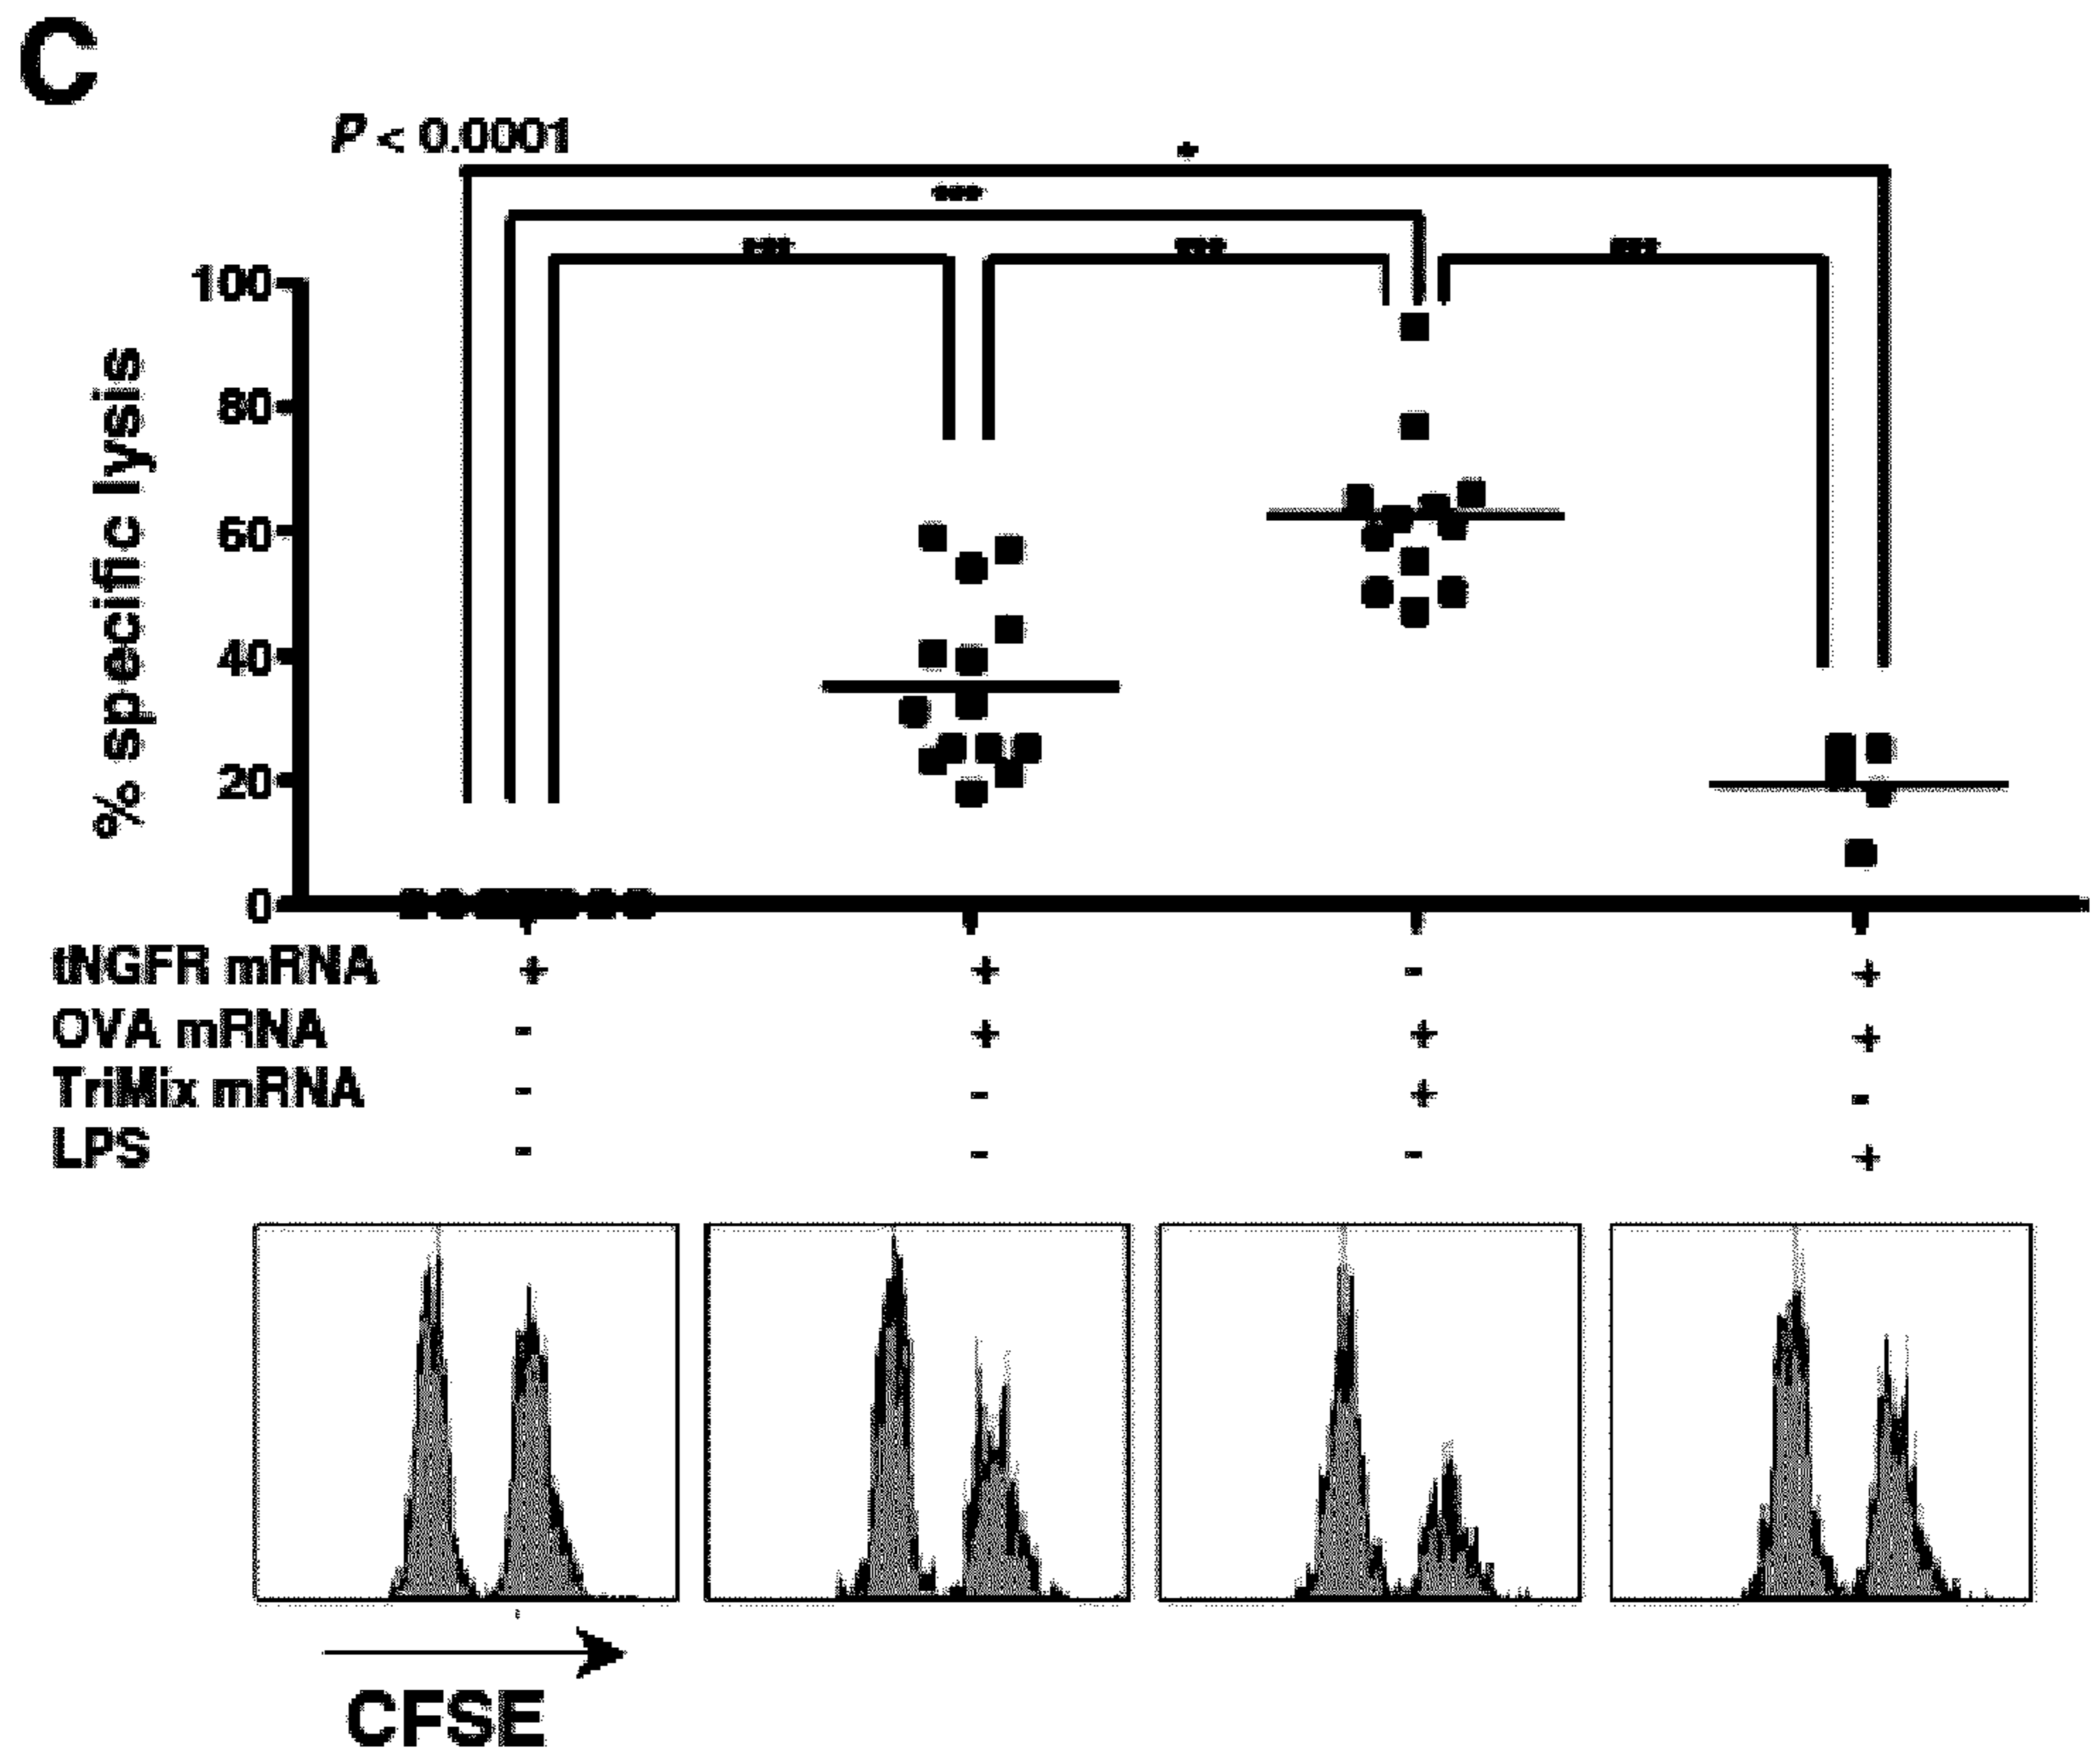 C
P < 0.0001
*
***
*** *** ***
100
80
60
40
20
0
% specific lysis
tNGFR mRNA + + - +
OVA mRNA - + + +
TriMix mRNA - - + -
LPS - - - +
CFSE